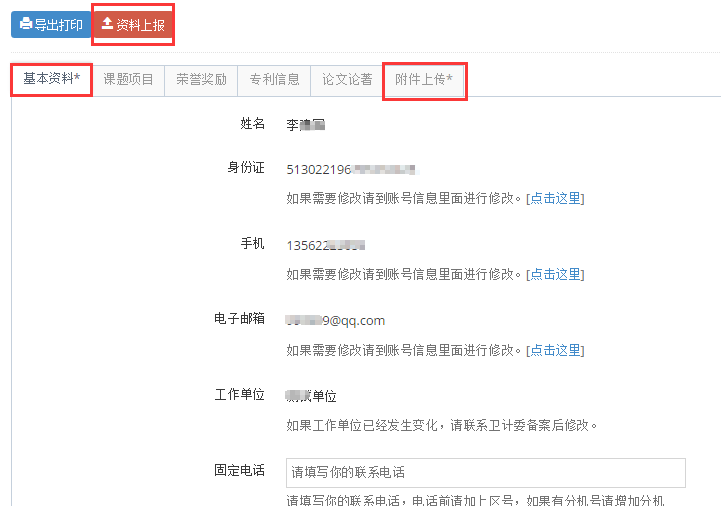 导出打印 资料上报
基本资料* 课题项目 荣誉奖励 专利信息 论文论著 附件上传*
姓名 李
身份证 513022196
如果需要修改请到账号信息里面进行修改。[点击这里]
手机 13562
如果需要修改请到账号信息里面进行修改。[点击这里]
电子邮箱 9@qq.com
如果需要修改请到账号信息里面进行修改。[点击这里]
工作单位 单位
如果工作单位已经发生变化，请联系卫计委备案后修改。
固定电话 请填写你的联系电话
请填写你的联系电话，电话前请加上区号，如果有分机号请增加分机